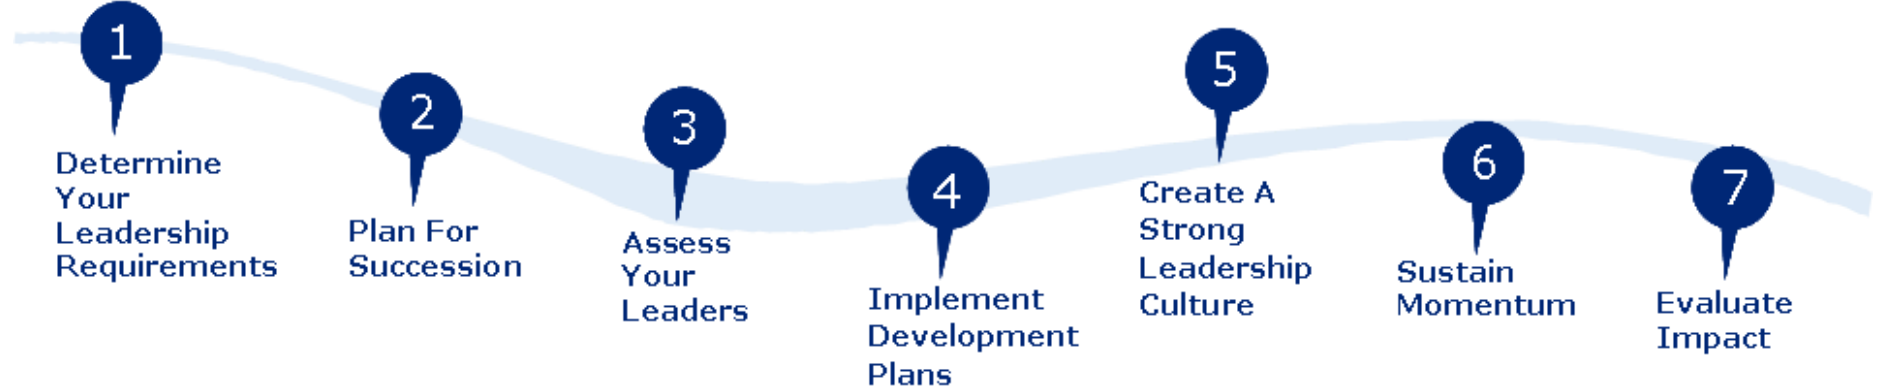 1
Determine
Your
Leadership
Requirements
2
Plan For
Succession
3
Assess
Your
Leaders
4
Implement
Development
Plans
5
Create A
Strong
Leadership
Culture
6
Sustain
Momentum
7
Evaluate
Impact